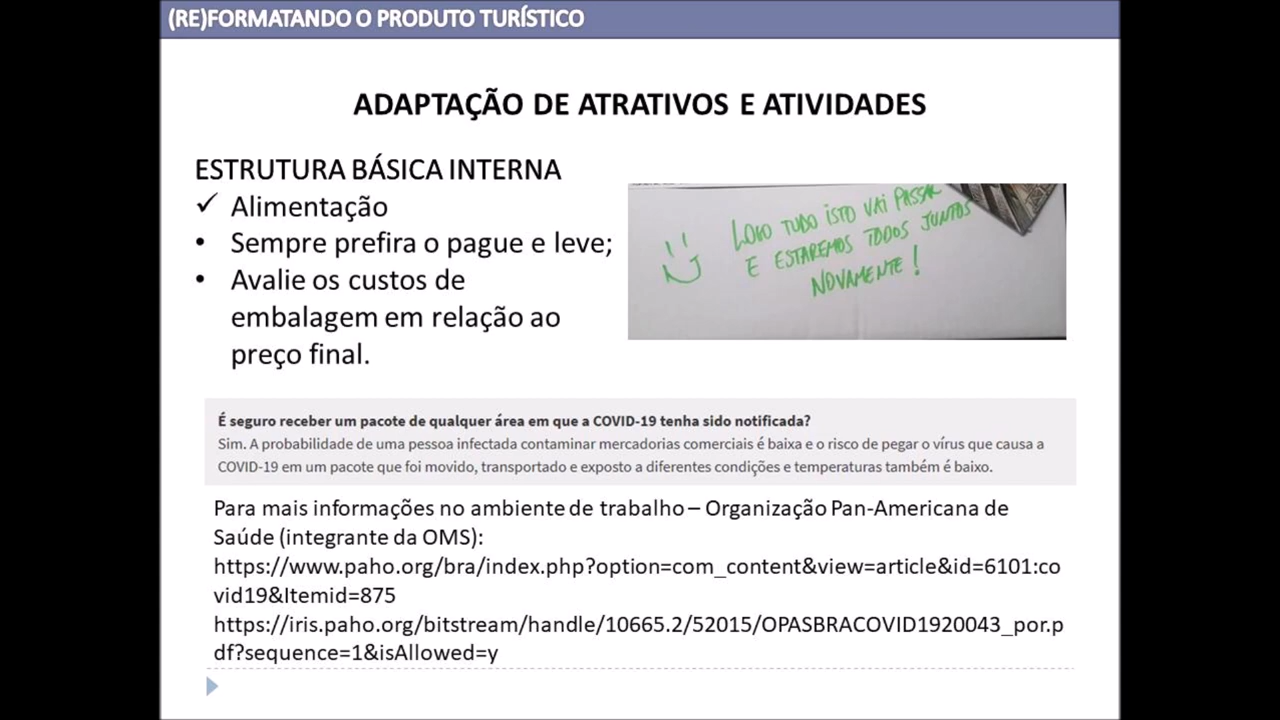 (RE)FORMATANDO O PRODUTO TURÍSTICO
ADAPTAÇÃO DE ATRATIVOS E ATIVIDADES
ESTRUTURA BÁSICA INTERNA
✓ Alimentação
• Sempre prefira o pague e leve;
• Avalie os custos de
embalagem em relação ao
preço final.
LOGO TUDO ISTO VAI PASSAR
E ESTAREMOS TODOS JUNTOS
NOVAMENTE!
É seguro receber um pacote de qualquer área em que a COVID-19 tenha sido notificada?
Sim. A probabilidade de uma pessoa infectada contaminar mercadorias comerciais é baixa e o risco de pegar o vírus que causa a
COVID-19 em um pacote que foi movido, transportado e exposto a diferentes condições e temperaturas também é baixo.
Para mais informações no ambiente de trabalho – Organização Pan-Americana de
Saúde (integrante da OMS):
https://www.paho.org/bra/index.php?option=com_content&view=article&id=6101:co
vid19&Itemid=875
https://iris.paho.org/bitstream/handle/10665.2/52015/OPASBRACOVID1920043_por.p
df?sequence=1&isAllowed=y